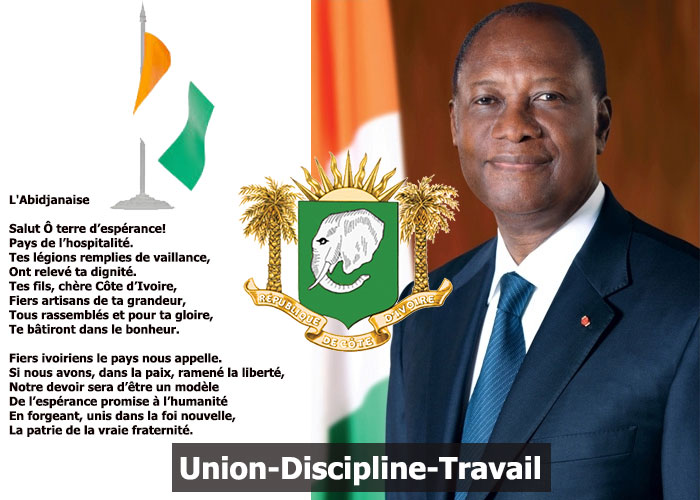 L'Abidjanaise
Salut Ô terre d'espérance!
Pays de l'hospitalité.
Tes légions remplies de vaillance,
Ont relevé ta dignité.
Tes fils, chère Côte d'Ivoire,
Fiers artisans de ta grandeur,
Tous rassemblés et pour ta gloire,
Te bâtiront dans le bonheur.
Fiers ivoiriens le pays nous appelle.
Si nous avons, dans la paix, ramené la liberté,
Notre devoir sera d'être un modèle
De l'espérance promise à l'humanité
En forgeant, unis dans la foi nouvelle,
La patrie de la vraie fraternité.
REPUBLIQUE
DE COTE
D'IVOIRE
Union-Discipline-Travail